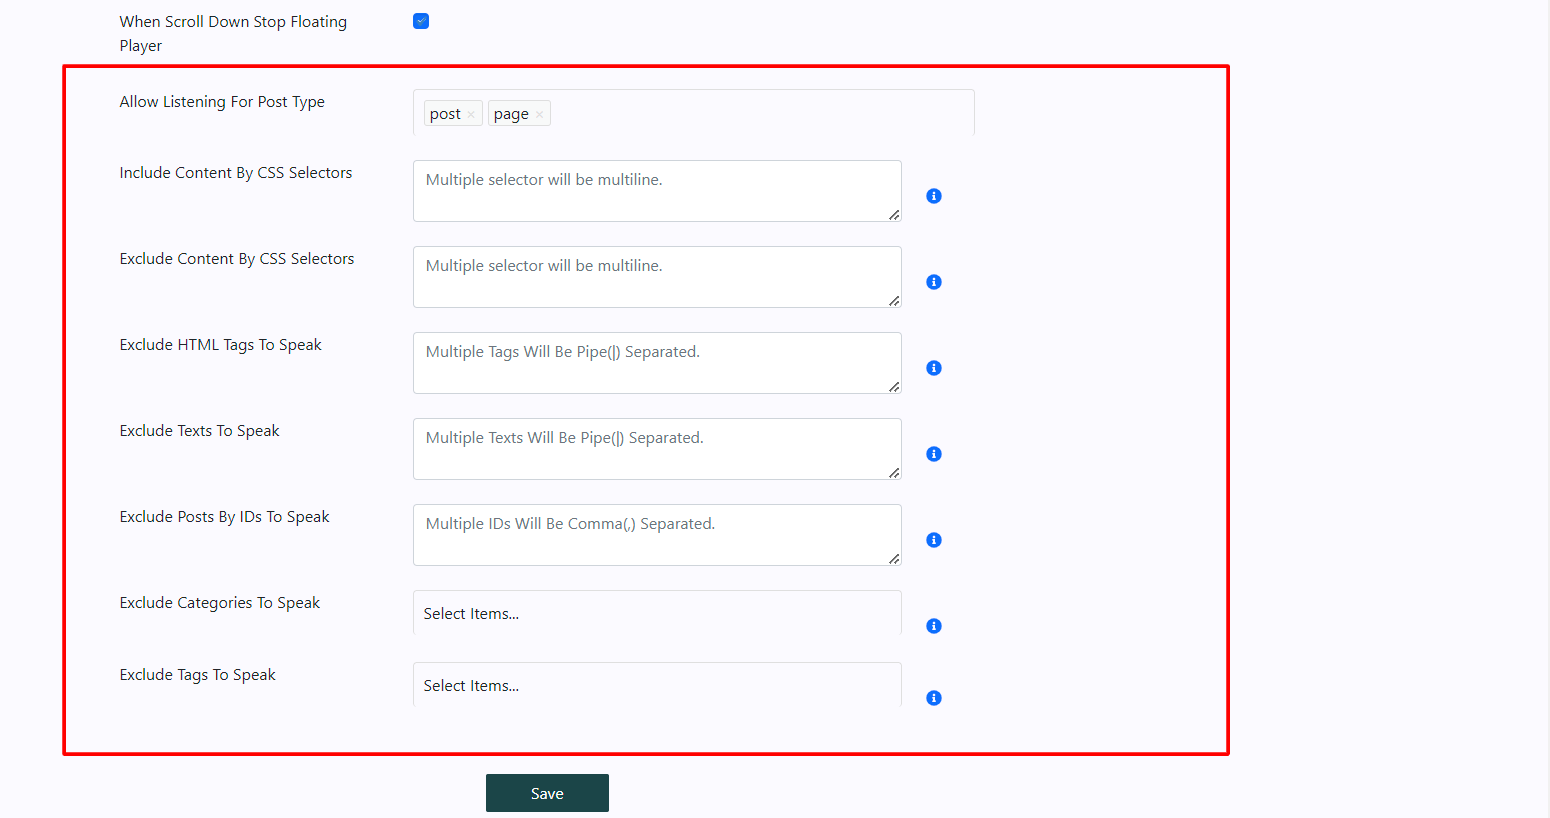 When Scroll Down Stop Floating
Player
Allow Listening For Post Type
post × page ×
Include Content By CSS Selectors
Multiple selector will be multiline.
Exclude Content By CSS Selectors
Multiple selector will be multiline.
Exclude HTML Tags To Speak
Multiple Tags Will Be Pipe(|) Separated.
Exclude Texts To Speak
Multiple Texts Will Be Pipe(|) Separated.
Exclude Posts By IDs To Speak
Multiple IDs Will Be Comma(,) Separated.
Exclude Categories To Speak
Select Items...
Exclude Tags To Speak
Select Items...
Save